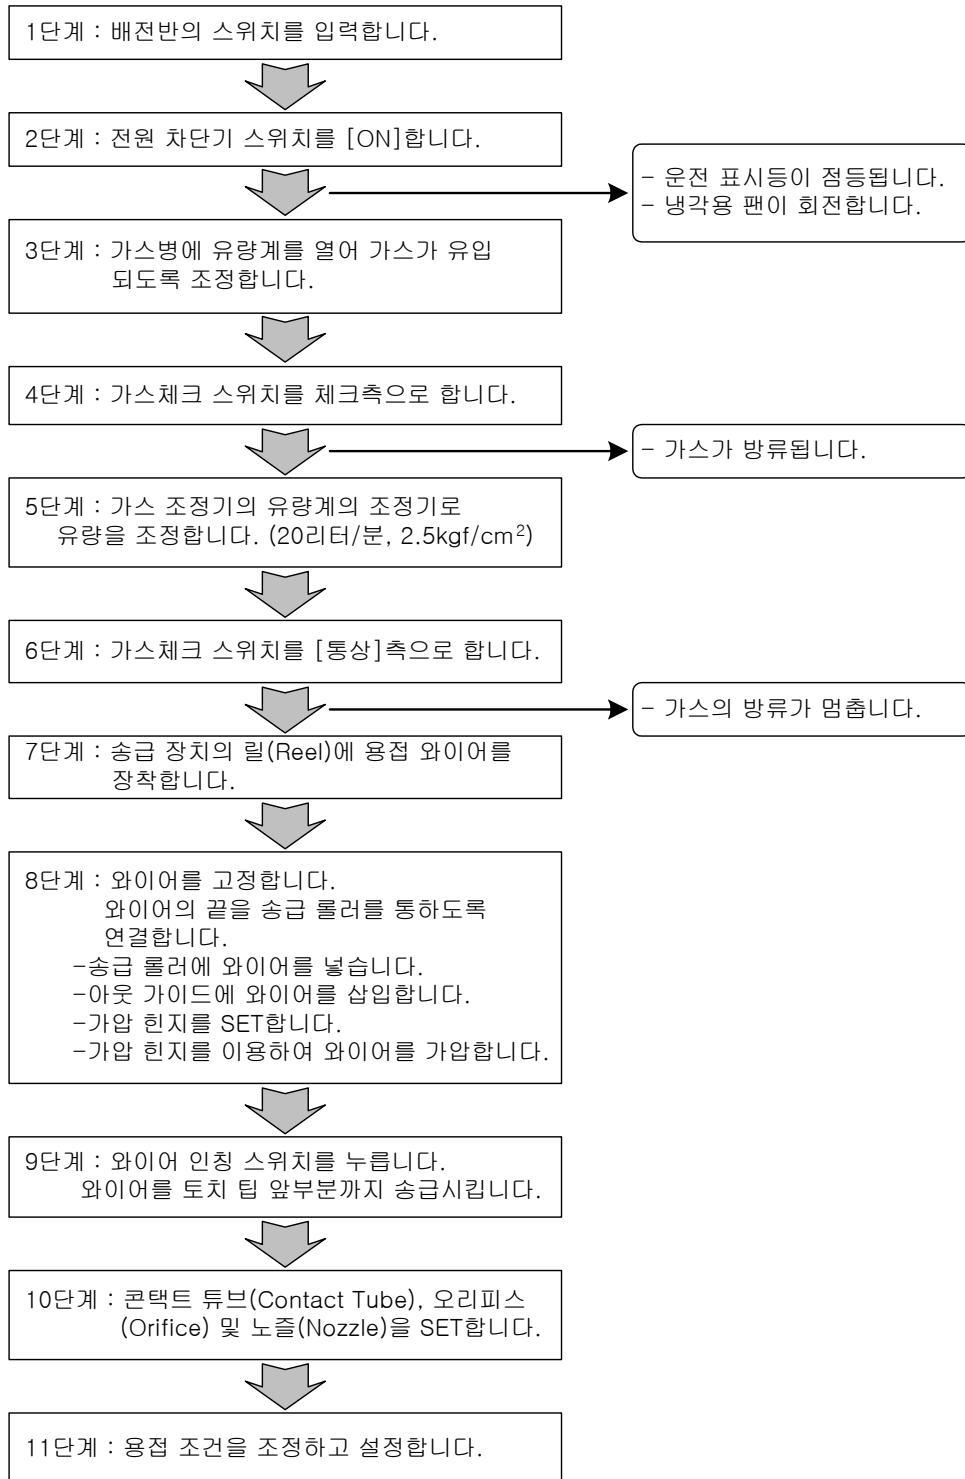 1단계 : 배전반의 스위치를 입력합니다.
2단계 : 전원 차단기 스위치를 [ON]합니다.
- 운전 표시등이 점등됩니다.
- 냉각용 팬이 회전합니다.
3단계 : 가스병에 유량계를 열어 가스가 유입
되도록 조정합니다.
4단계 : 가스체크 스위치를 체크측으로 합니다.
- 가스가 방류됩니다.
5단계 : 가스 조정기의 유량계의 조정기로
유량을 조정합니다. (20리터/분, 2.5kgf/cm²)
6단계 : 가스체크 스위치를 [통상]측으로 합니다.
- 가스의 방류가 멈춥니다.
7단계 : 송급 장치의 릴(Reel)에 용접 와이어를
장착합니다.
8단계 : 와이어를 고정합니다.
와이어의 끝을 송급 롤러를 통하도록
연결합니다.
-송급 롤러에 와이어를 넣습니다.
-아웃 가이드에 와이어를 삽입합니다.
-가압 힌지를 SET합니다.
-가압 힌지를 이용하여 와이어를 가압합니다.
9단계 : 와이어 인칭 스위치를 누릅니다.
와이어를 토치 팁 앞부분까지 송급시킵니다.
10단계 : 콘택트 튜브(Contact Tube), 오리피스
(Orifice) 및 노즐(Nozzle)을 SET합니다.
11단계 : 용접 조건을 조정하고 설정합니다.